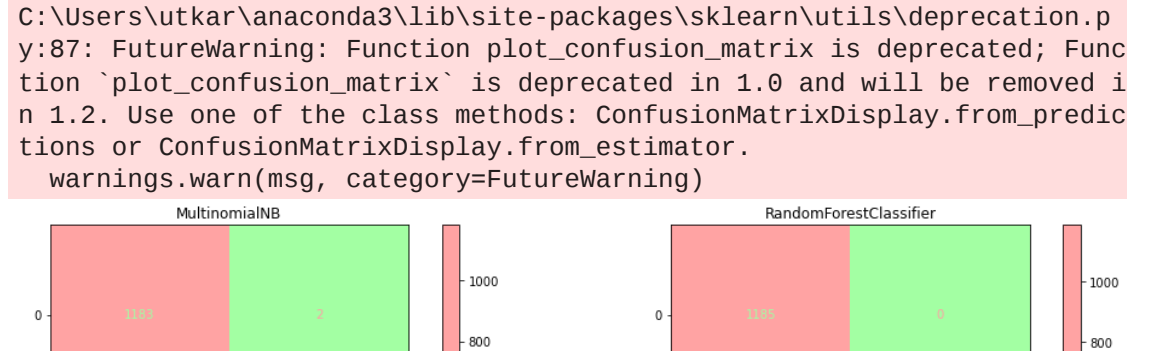 C:\Users\utkar\anaconda3\lib\site-packages\sklearn\utils\deprecation.p
y:87: FutureWarning: Function plot_confusion_matrix is deprecated; Func
tion `plot_confusion_matrix` is deprecated in 1.0 and will be removed i
n 1.2. Use one of the class methods: ConfusionMatrixDisplay.from_predic
tions or ConfusionMatrixDisplay.from_estimator.
  warnings.warn(msg, category=FutureWarning)
MultinomialNB RandomForestClassifier
1000 1000
0 1183 2 0 1185 0
800 800